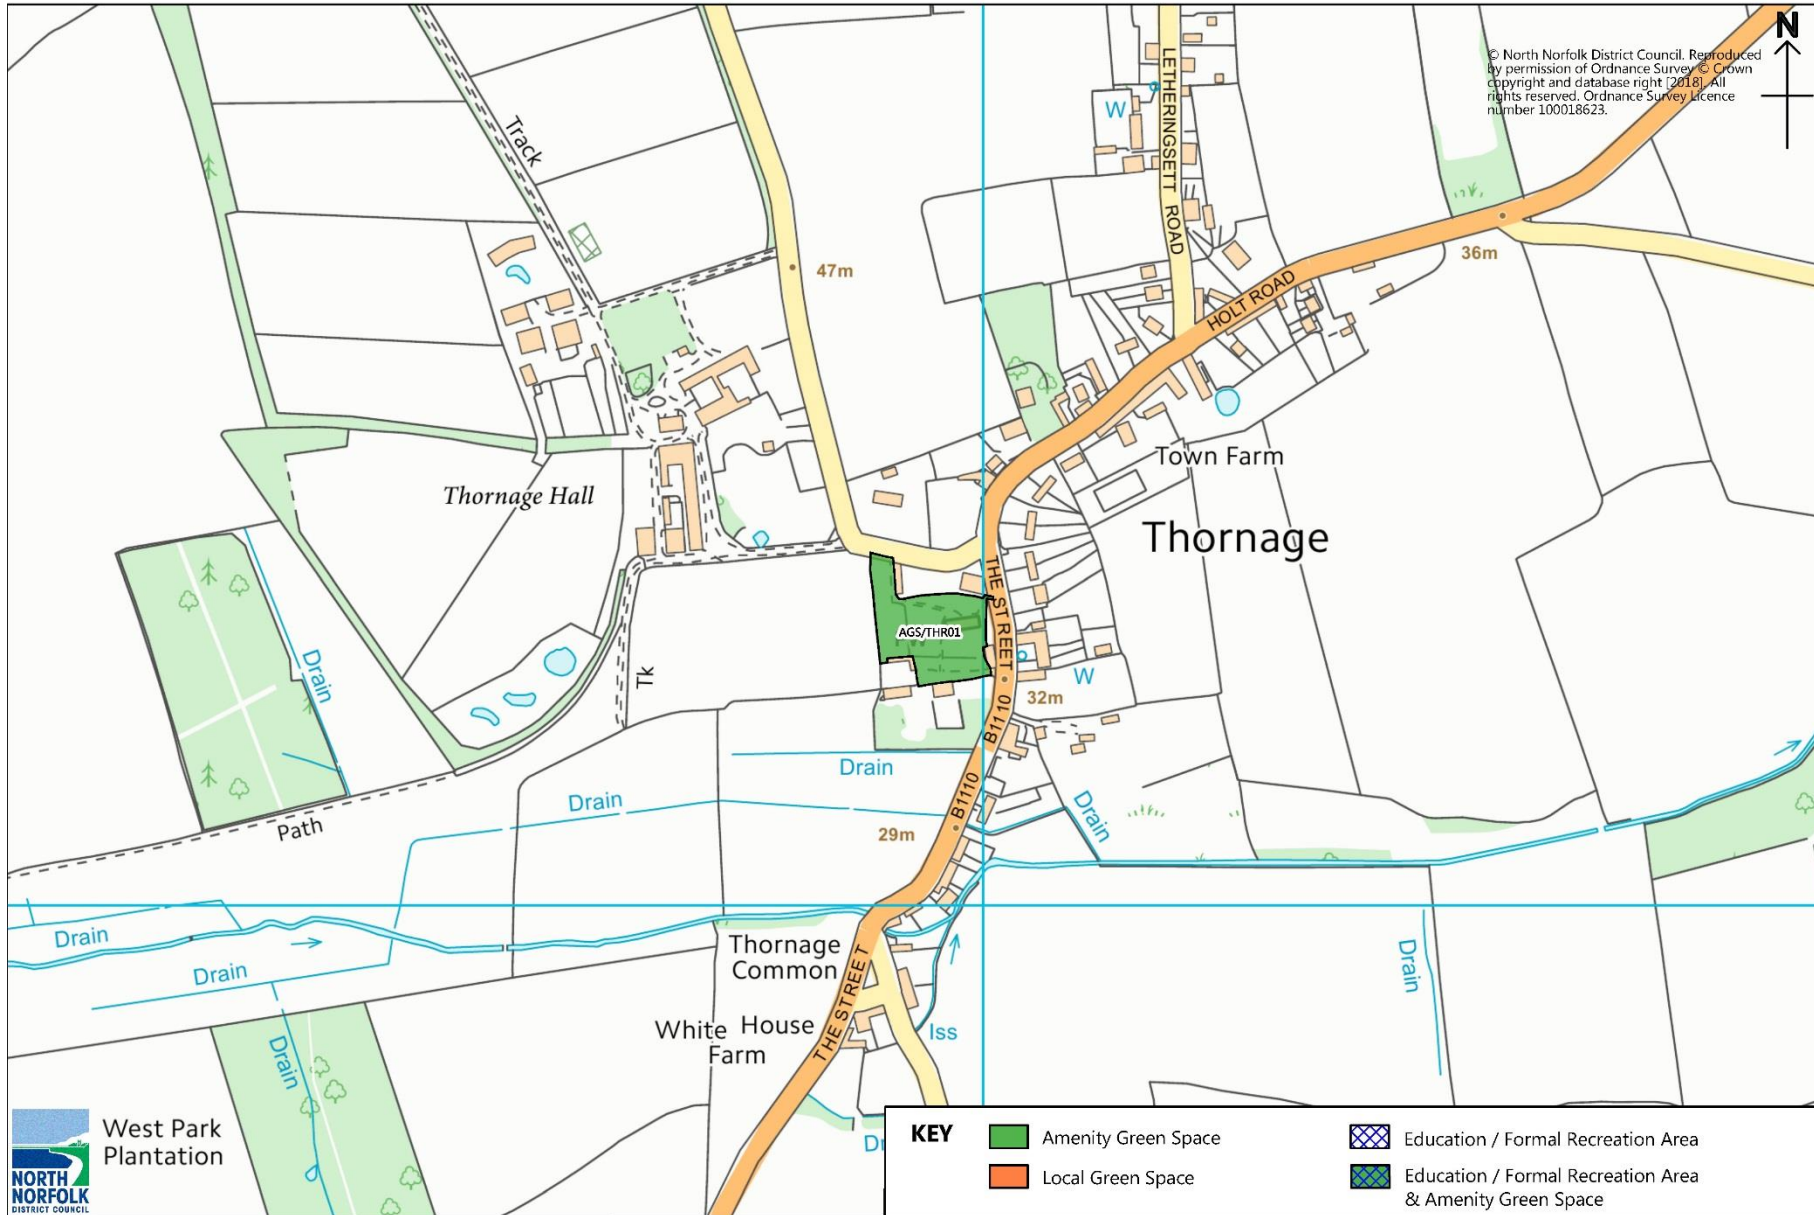 N
© North Norfolk District Council. Reproduced
by permission of Ordnance Survey © Crown
copyright and database right [2018]. All
rights reserved. Ordnance Survey Licence
number 100018623.
LETHERINGSETT ROAD
W
Track
47m
36m
HOLT ROAD
Town Farm
Thornage Hall
Thornage
THE STREET
AGS/THR01
Drain
Tk
W
32m
B1110
Drain
Drain
B1110
Drain
Path
29m
Drain
Drain
Thornage
Common
Drain
THE STREET
White House
Farm
Iss
Drain
West Park
Plantation
NORTH
NORFOLK
DISTRICT COUNCIL
KEY
Amenity Green Space
Education / Formal Recreation Area
Local Green Space
Education / Formal Recreation Area
& Amenity Green Space